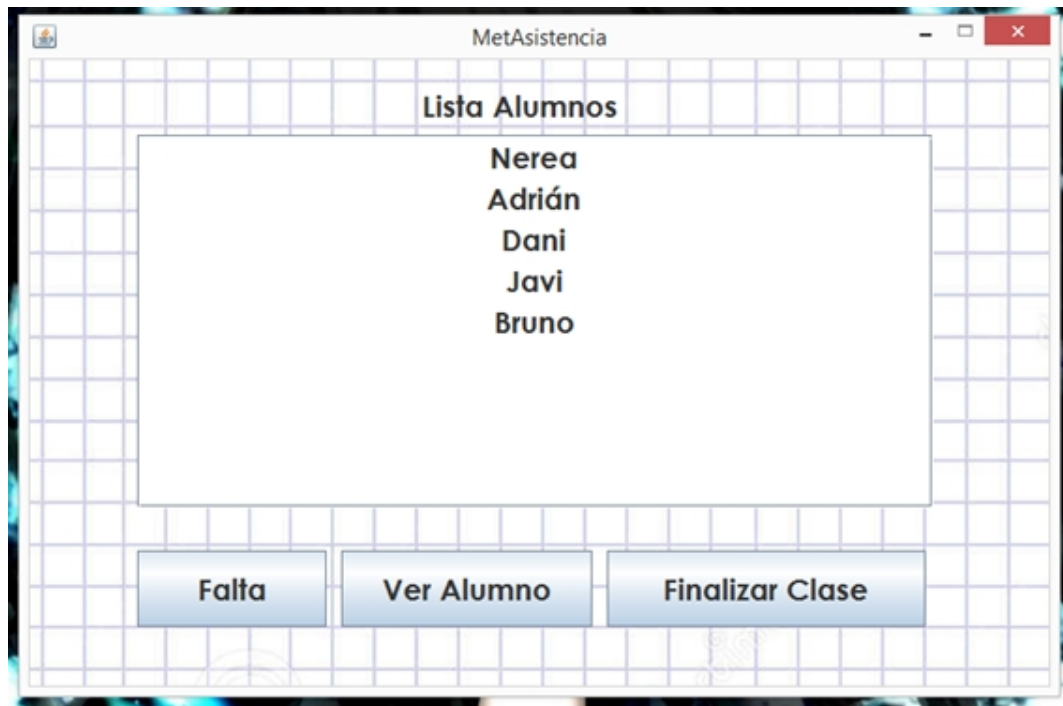 MetAsistencia
Lista Alumnos
Nerea
Adrián
Dani
Javi
Bruno
Falta
Ver Alumno
Finalizar Clase